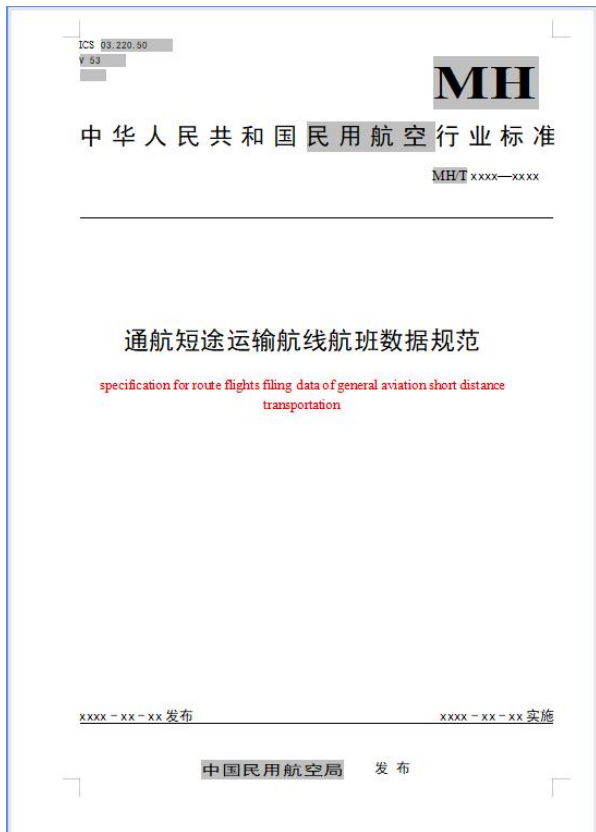 ICS 03.220.50
V 53
MH
中华人民共和国民用航空行业标准
MH/T xxxx—xxxx
通航短途运输航线航班数据规范
specification for route flights filing data of general aviation short distance
transportation
xxxx－xx－xx 发布 xxxx－xx－xx 实施
中国民用航空局 发 布